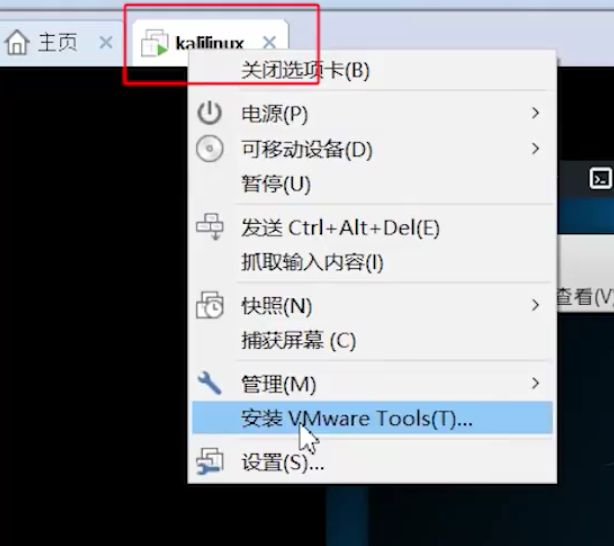 主页
kalilinux
关闭选项卡(B)
电源(P)
可移动设备(D)
暂停(U)
发送 Ctrl+Alt+Del(E)
抓取输入内容(I)
快照(N)
查看(V)
捕获屏幕 (C)
管理(M)
安装 VMware Tools(T)...
设置(S)...